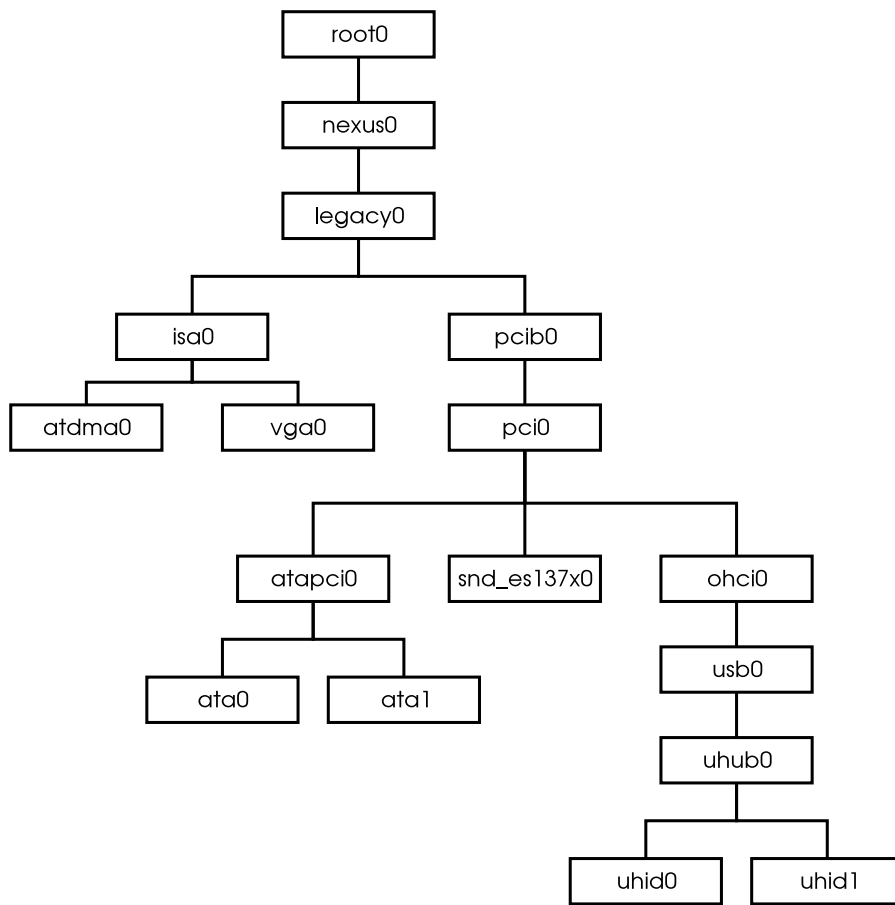 root0
nexus0
legacy0
isa0
pcib0
atdma0
vga0
pci0
atapci0
snd_es137x0
ohci0
ata0
ata1
usb0
uhub0
uhid0
uhid1